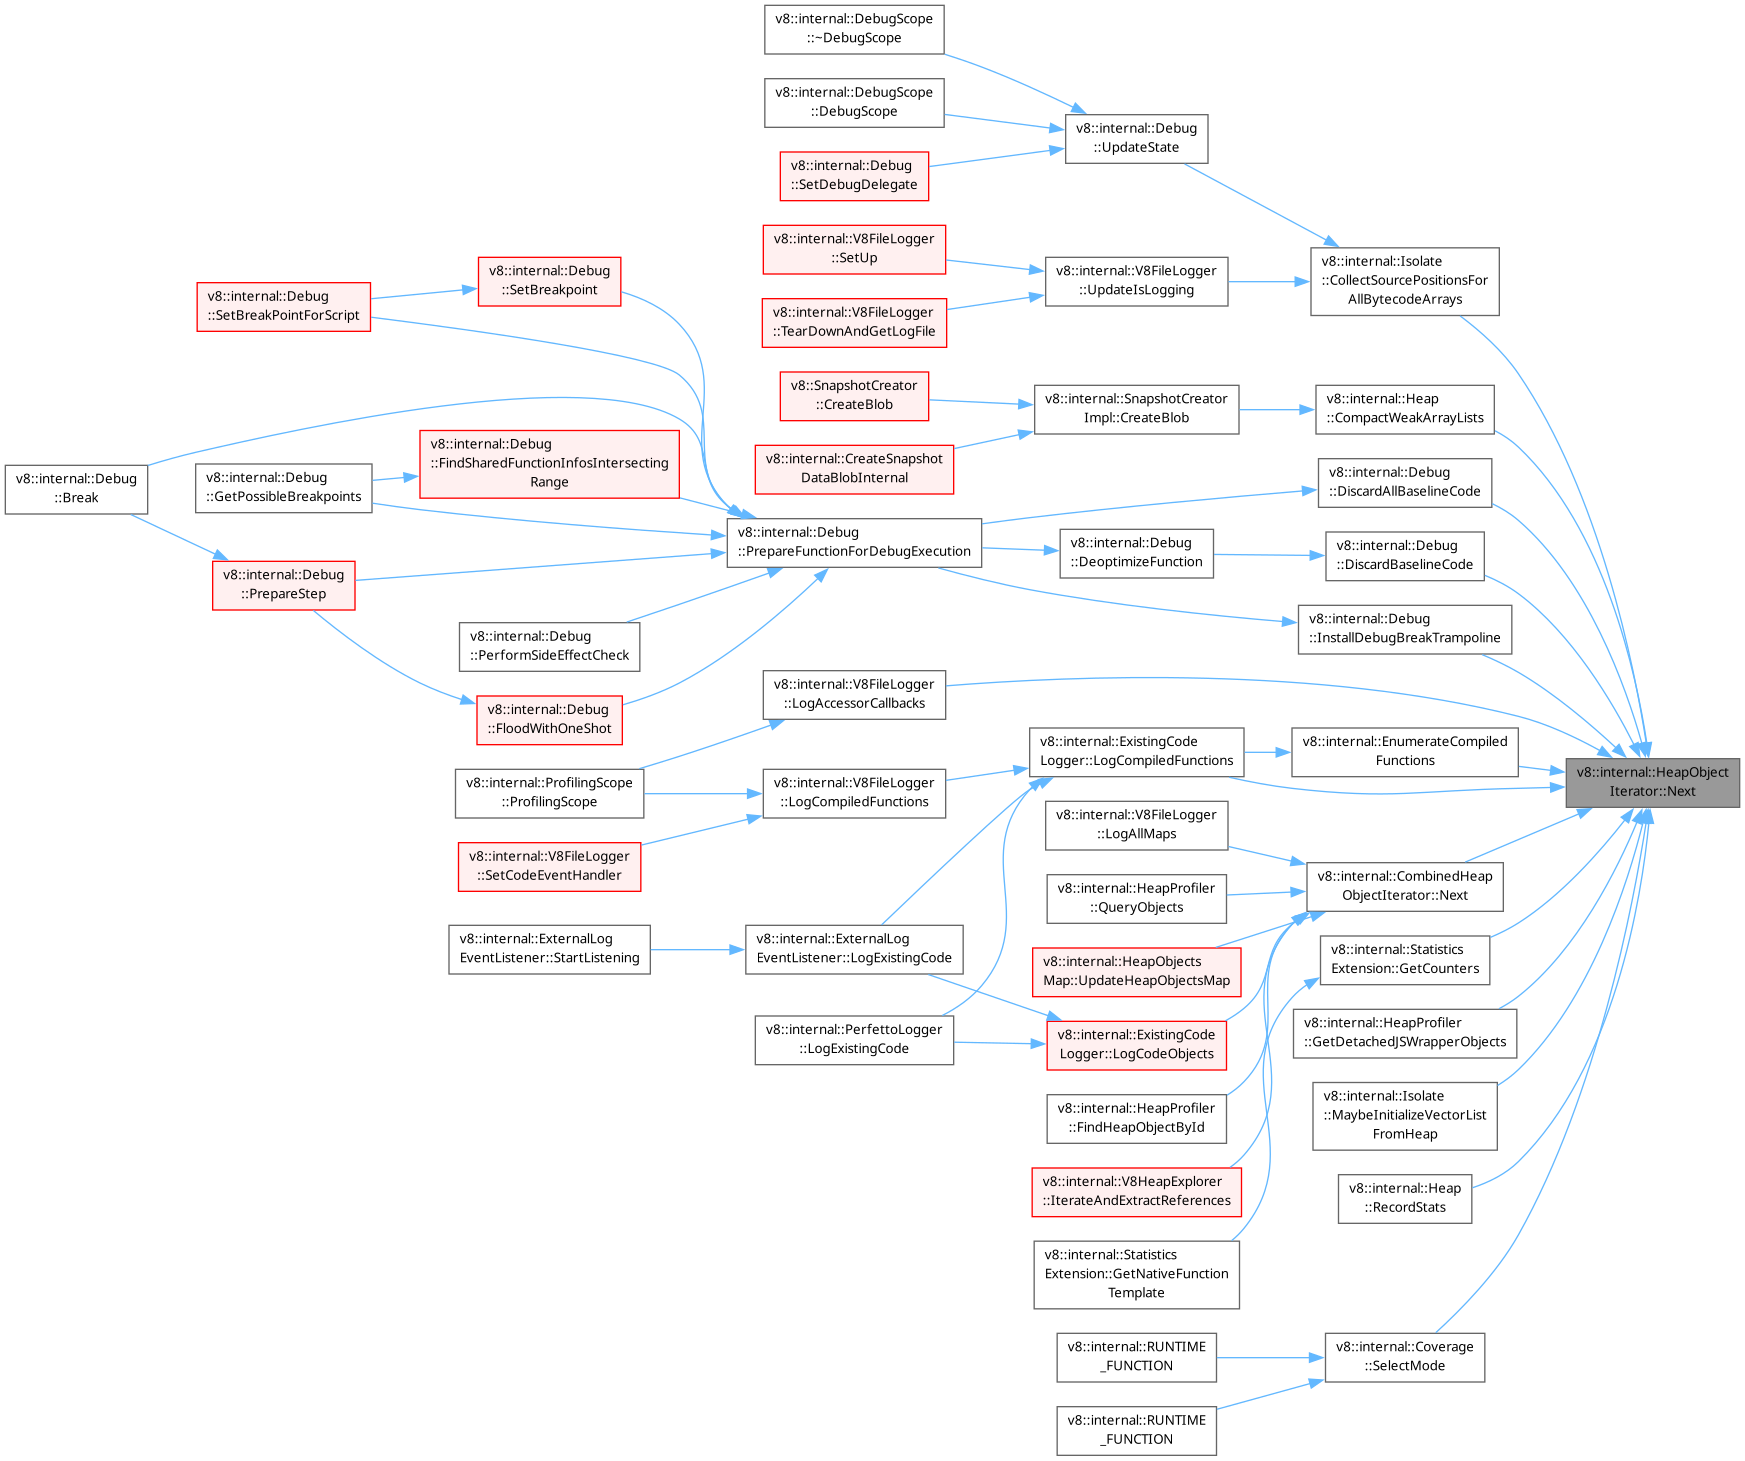 v8::internal::DebugScope
::~DebugScope
v8::internal::DebugScope
::DebugScope
v8::internal::Debug
::UpdateState
v8::internal::Debug
::SetDebugDelegate
v8::internal::V8FileLogger
::SetUp
v8::internal::Isolate
::CollectSourcePositionsFor
AllBytecodeArrays
v8::internal::Debug
::SetBreakpoint
v8::internal::V8FileLogger
::UpdateIsLogging
v8::internal::Debug
::SetBreakPointForScript
v8::internal::V8FileLogger
::TearDownAndGetLogFile
v8::SnapshotCreator
::CreateBlob
v8::internal::SnapshotCreator
Impl::CreateBlob
v8::internal::Heap
::CompactWeakArrayLists
v8::internal::Debug
::FindSharedFunctionInfosIntersecting
Range
v8::internal::CreateSnapshot
DataBlobInternal
v8::internal::Debug
::Break
v8::internal::Debug
::GetPossibleBreakpoints
v8::internal::Debug
::DiscardAllBaselineCode
v8::internal::Debug
::PrepareFunctionForDebugExecution
v8::internal::Debug
::DeoptimizeFunction
v8::internal::Debug
::DiscardBaselineCode
v8::internal::Debug
::PrepareStep
v8::internal::Debug
::PerformSideEffectCheck
v8::internal::Debug
::InstallDebugBreakTrampoline
v8::internal::Debug
::FloodWithOneShot
v8::internal::V8FileLogger
::LogAccessorCallbacks
v8::internal::ExistingCode
Logger::LogCompiledFunctions
v8::internal::EnumerateCompiled
Functions
v8::internal::HeapObject
Iterator::Next
v8::internal::ProfilingScope
::ProfilingScope
v8::internal::V8FileLogger
::LogCompiledFunctions
v8::internal::V8FileLogger
::LogAllMaps
v8::internal::V8FileLogger
::SetCodeEventHandler
v8::internal::HeapProfiler
::QueryObjects
v8::internal::CombinedHeap
ObjectIterator::Next
v8::internal::ExternalLog
EventListener::StartListening
v8::internal::ExternalLog
EventListener::LogExistingCode
v8::internal::HeapObjects
Map::UpdateHeapObjectsMap
v8::internal::Statistics
Extension::GetCounters
v8::internal::PerfettoLogger
::LogExistingCode
v8::internal::ExistingCode
Logger::LogCodeObjects
v8::internal::HeapProfiler
::GetDetachedJSWrapperObjects
v8::internal::HeapProfiler
::FindHeapObjectById
v8::internal::Isolate
::MaybeInitializeVectorList
FromHeap
v8::internal::V8HeapExplorer
::IterateAndExtractReferences
v8::internal::Heap
::RecordStats
v8::internal::Statistics
Extension::GetNativeFunction
Template
v8::internal::RUNTIME
_FUNCTION
v8::internal::Coverage
::SelectMode
v8::internal::RUNTIME
_FUNCTION